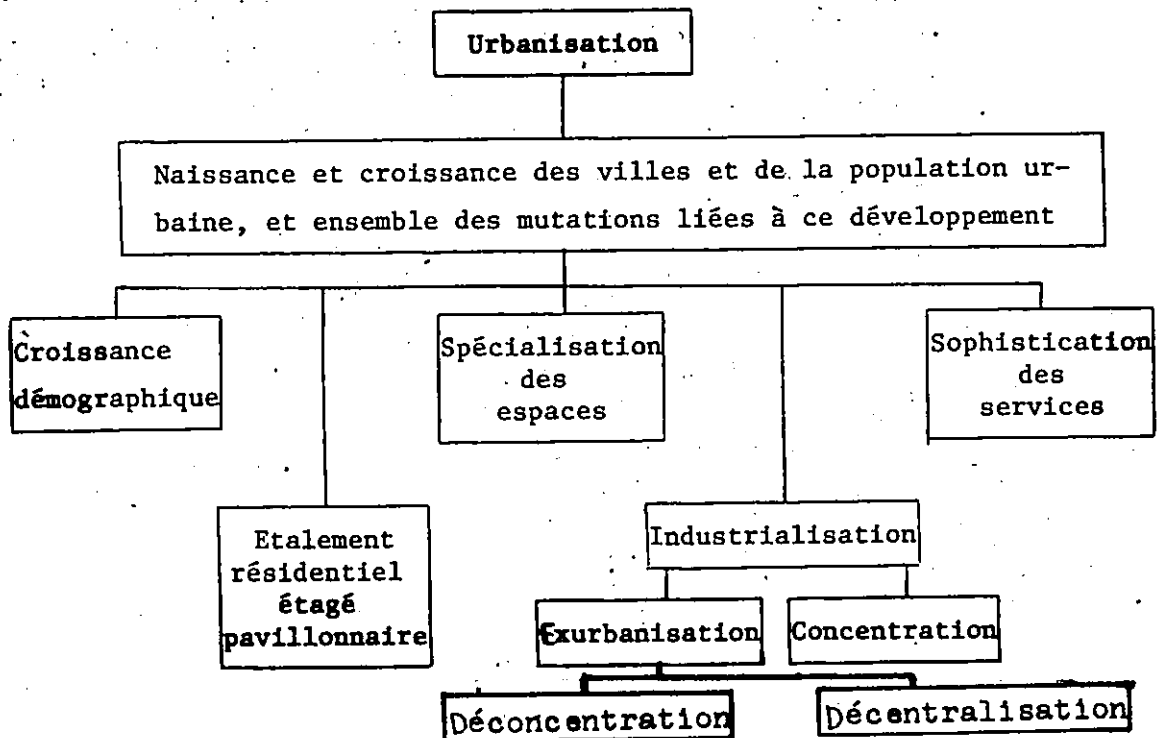 Urbanisation
Naissance et croissance des villes et de la population ur-
baine, et ensemble des mutations liées à ce développement
Croissance
démographique
Spécialisation
des
espaces
Sophistication
des
services
Etalement
résidentiel
étagé
pavillonnaire
Industrialisation
Exurbanisation
Concentration
Déconcentration
Décentralisation